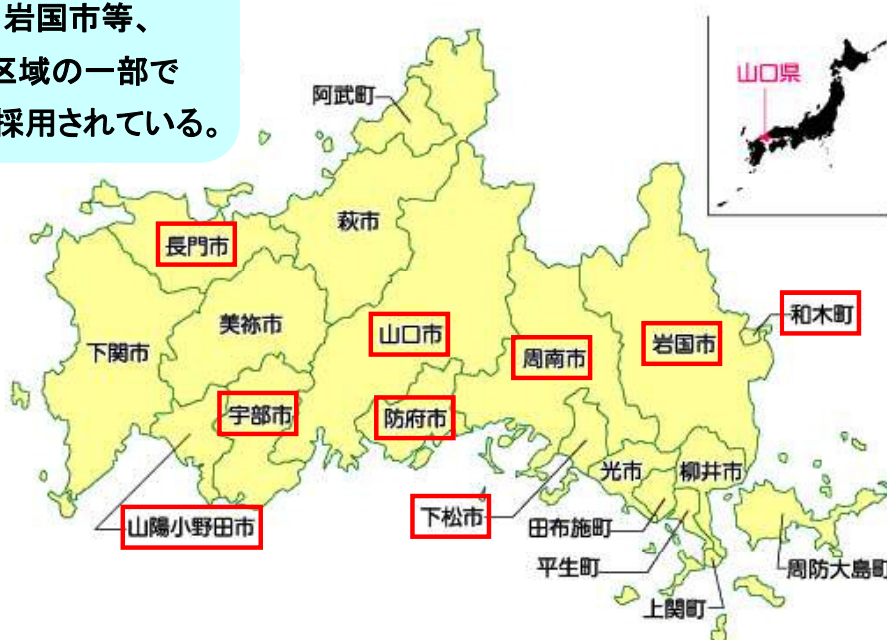 岩国市等、
区域の一部で
採用されている。
山口県
阿武町
萩市
長門市
和木町
美祢市
山口市
岩国市
下関市
周南市
宇部市
防府市
光市
柳井市
下松市
山陽小野田市
田布施町
平生町
周防大島町
上関町